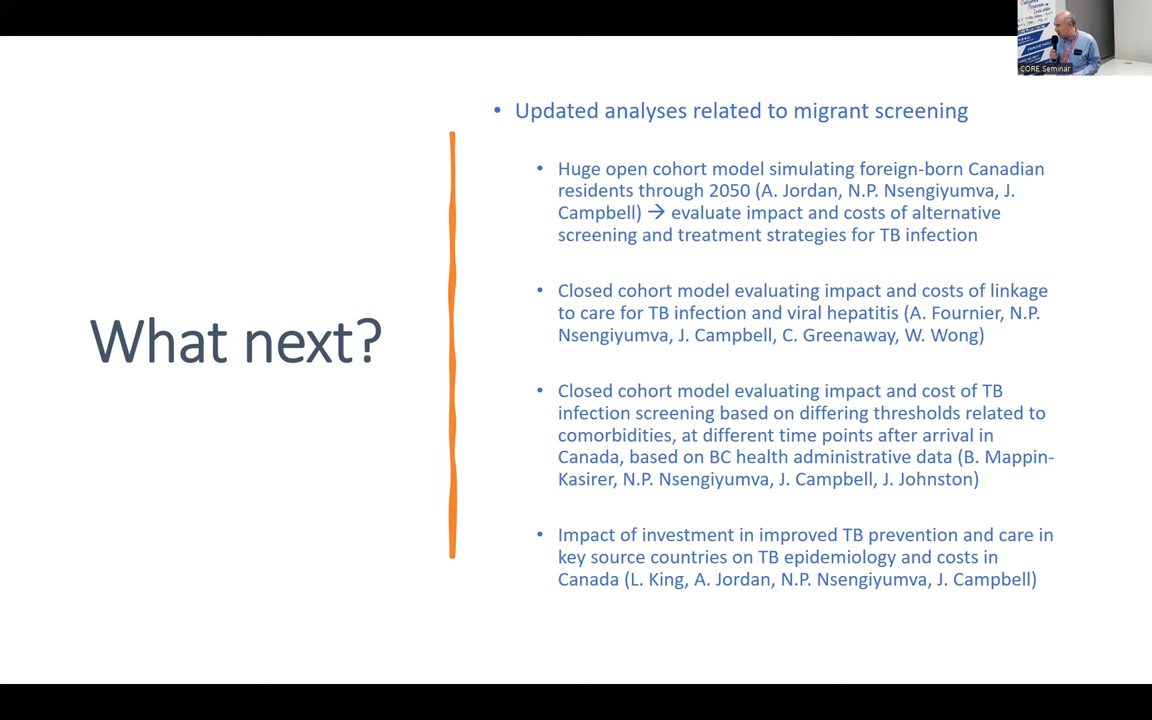 CORE Seminar
What next?
• Updated analyses related to migrant screening
• Huge open cohort model simulating foreign-born Canadian
residents through 2050 (A. Jordan, N.P. Nsengiyumva, J.
Campbell) → evaluate impact and costs of alternative
screening and treatment strategies for TB infection
• Closed cohort model evaluating impact and costs of linkage
to care for TB infection and viral hepatitis (A. Fournier, N.P.
Nsengiyumva, J. Campbell, C. Greenaway, W. Wong)
• Closed cohort model evaluating impact and cost of TB
infection screening based on differing thresholds related to
comorbidities, at different time points after arrival in
Canada, based on BC health administrative data (B. Mappin-
Kasirer, N.P. Nsengiyumva, J. Campbell, J. Johnston)
• Impact of investment in improved TB prevention and care in
key source countries on TB epidemiology and costs in
Canada (L. King, A. Jordan, N.P. Nsengiyumva, J. Campbell)